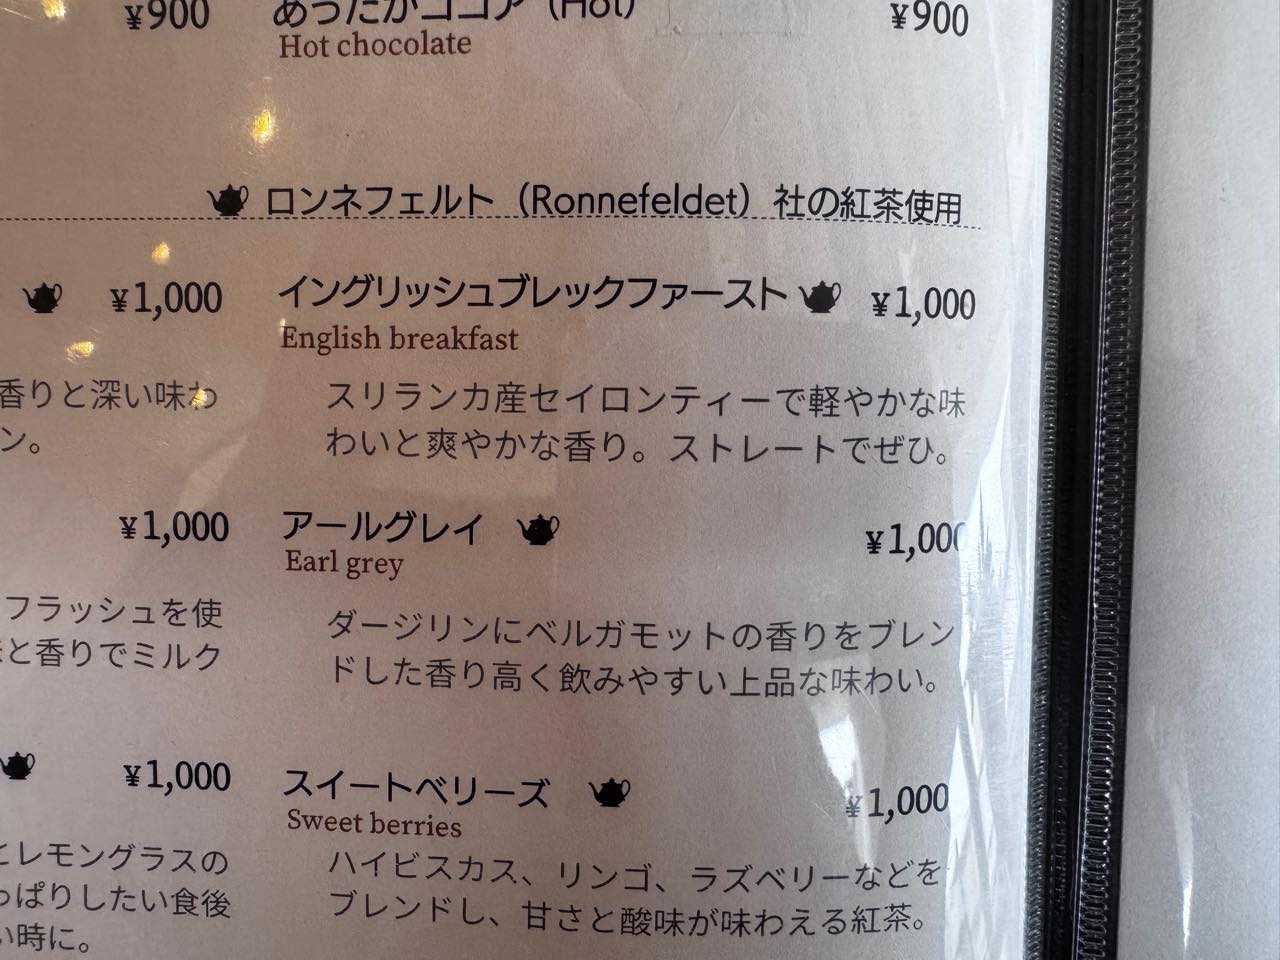 ¥900
あったかココア（Hot） ¥900
Hot chocolate
ロンネフェルト（Ronnefeldet）社の紅茶使用
¥1,000
香りと深い味わ
ン。
¥1,000
フラッシュを使
と香りでミルク
¥1,000
とレモングラスの
っぱりしたい食後
い時に。
イングリッシュブレックファースト ¥1,000
English breakfast
スリランカ産セイロンティーで軽やかな味
わいと爽やかな香り。ストレートでぜひ。
アールグレイ ¥1,000
Earl grey
ダージリンにベルガモットの香りをブレン
ドした香り高く飲みやすい上品な味わい。
スイートベリーズ ¥1,000
Sweet berries
ハイビスカス、リンゴ、ラズベリーなどを
ブレンドし、甘さと酸味が味わえる紅茶。